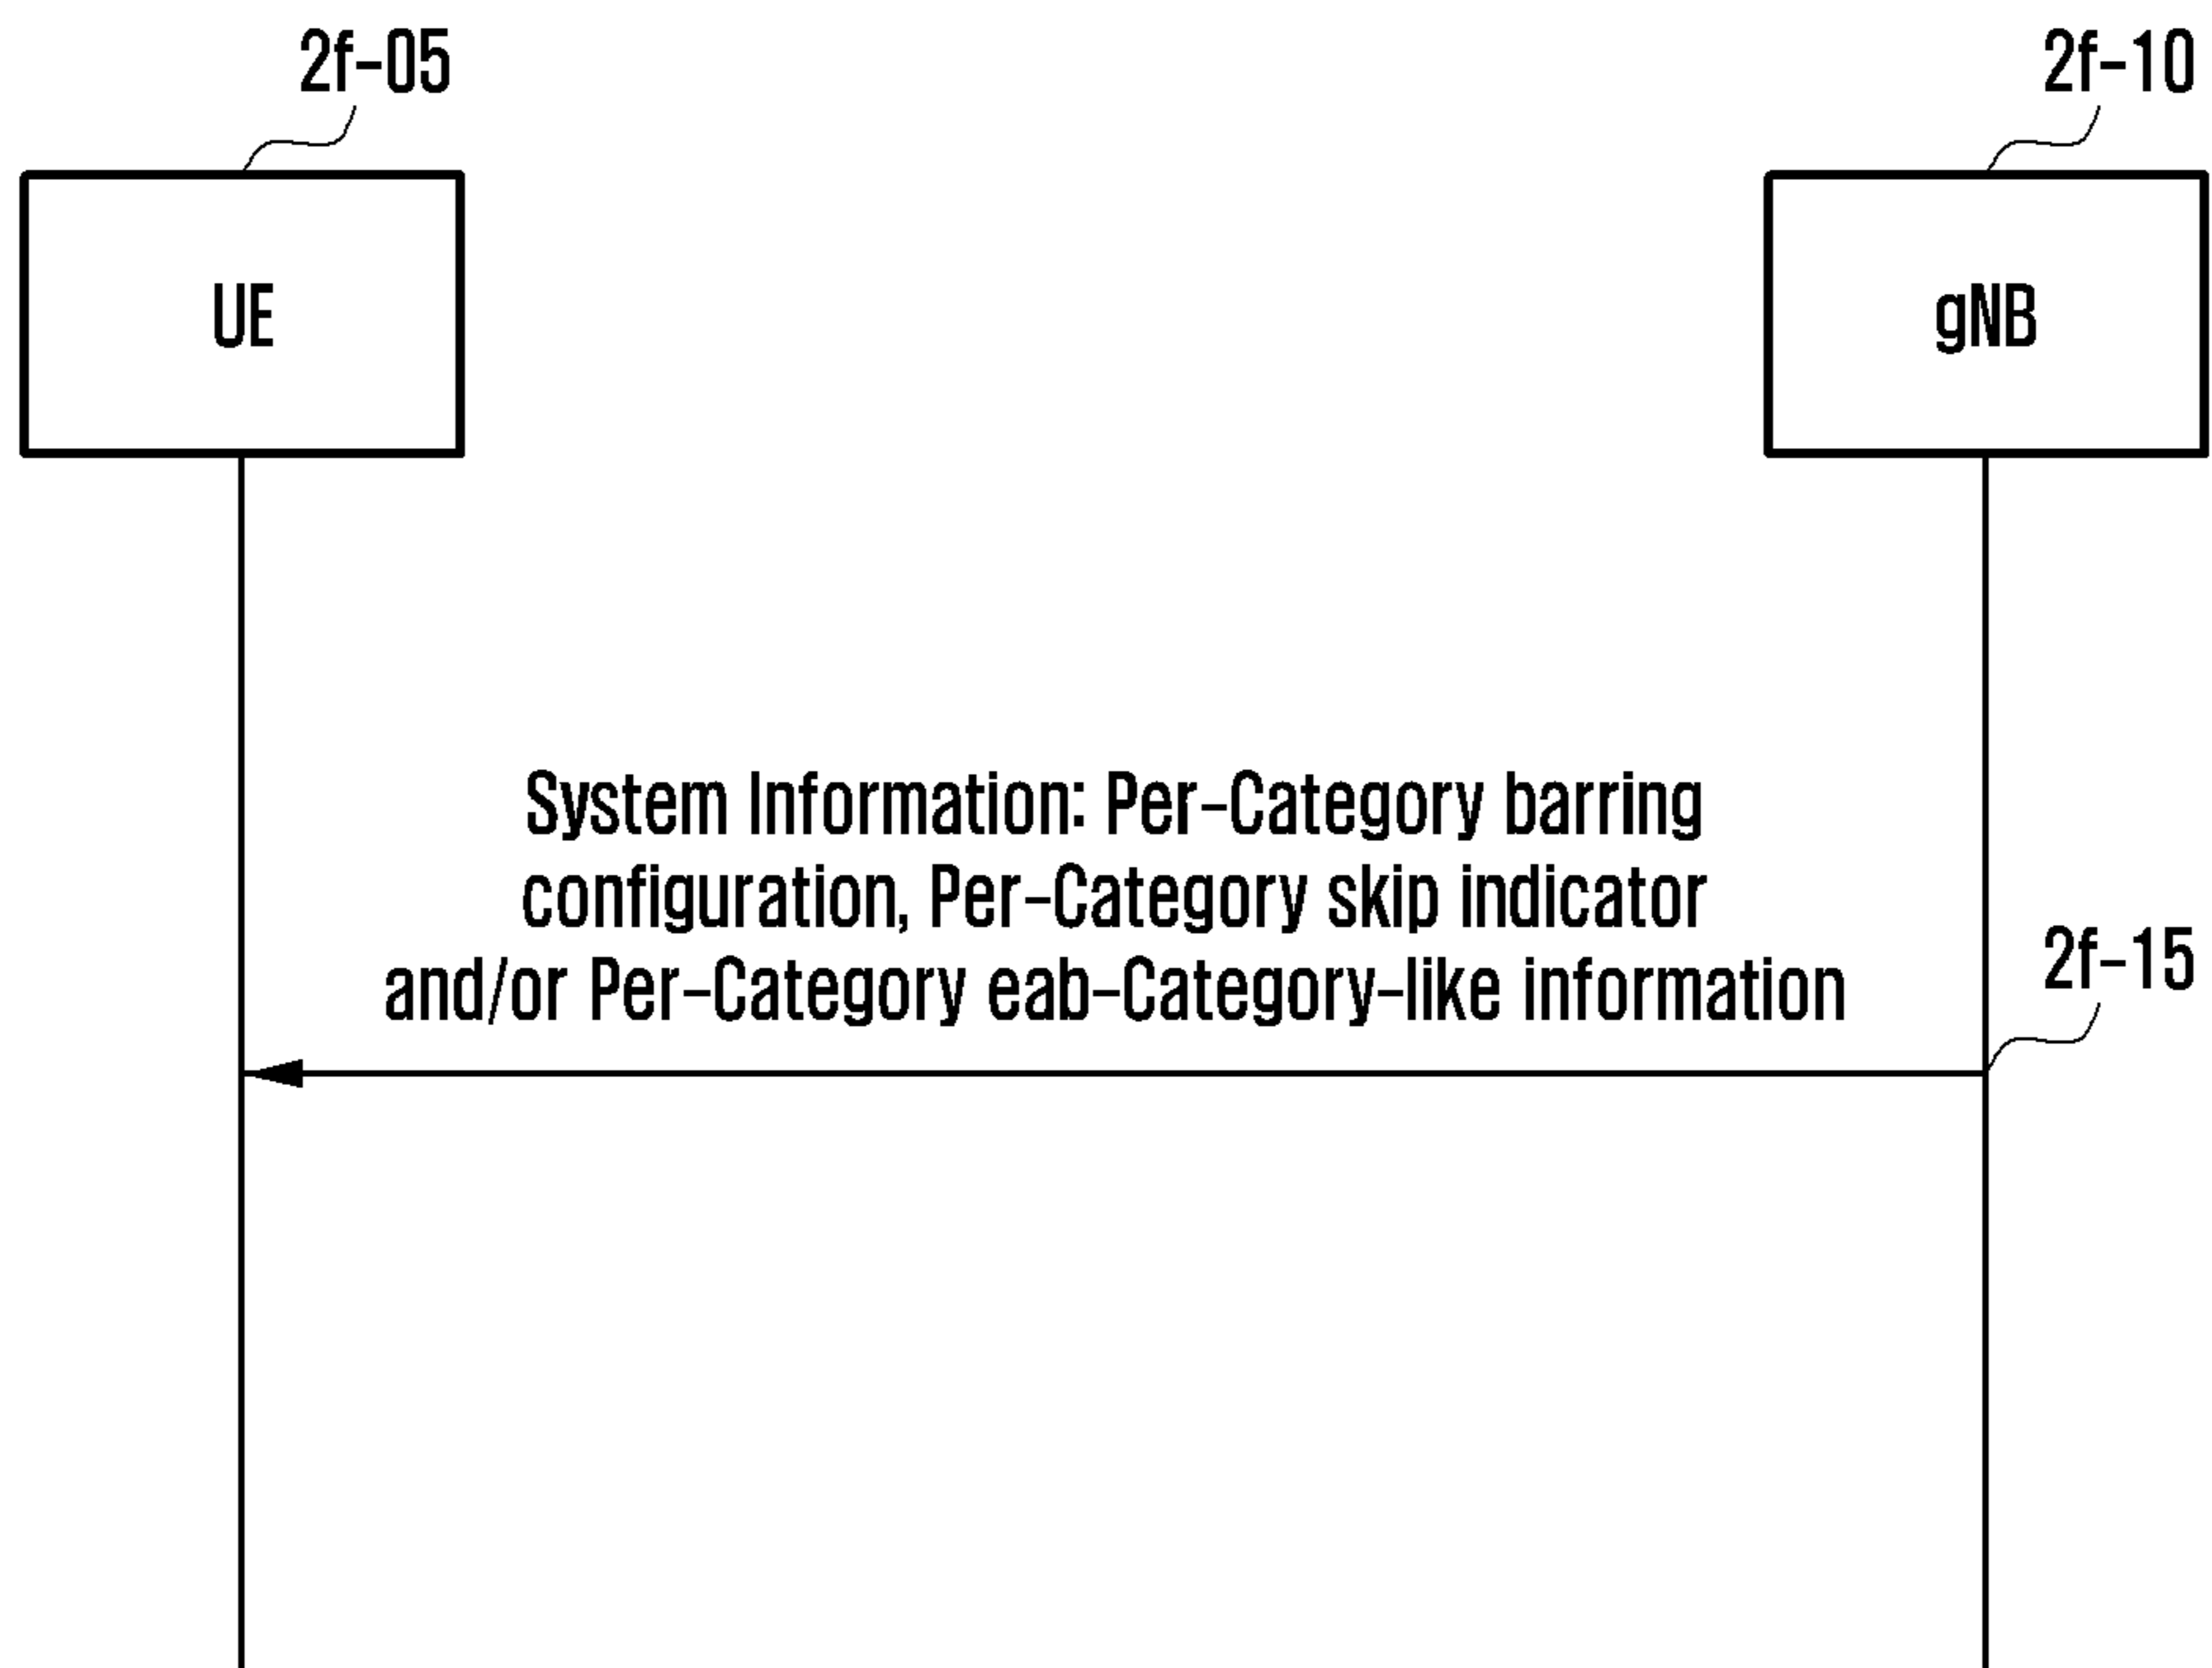 2f-05
2f-10
UE
gNB
System Information: Per-Category barring
configuration, Per-Category skip indicator
and/or Per-Category eab-Category-like information
2f-15